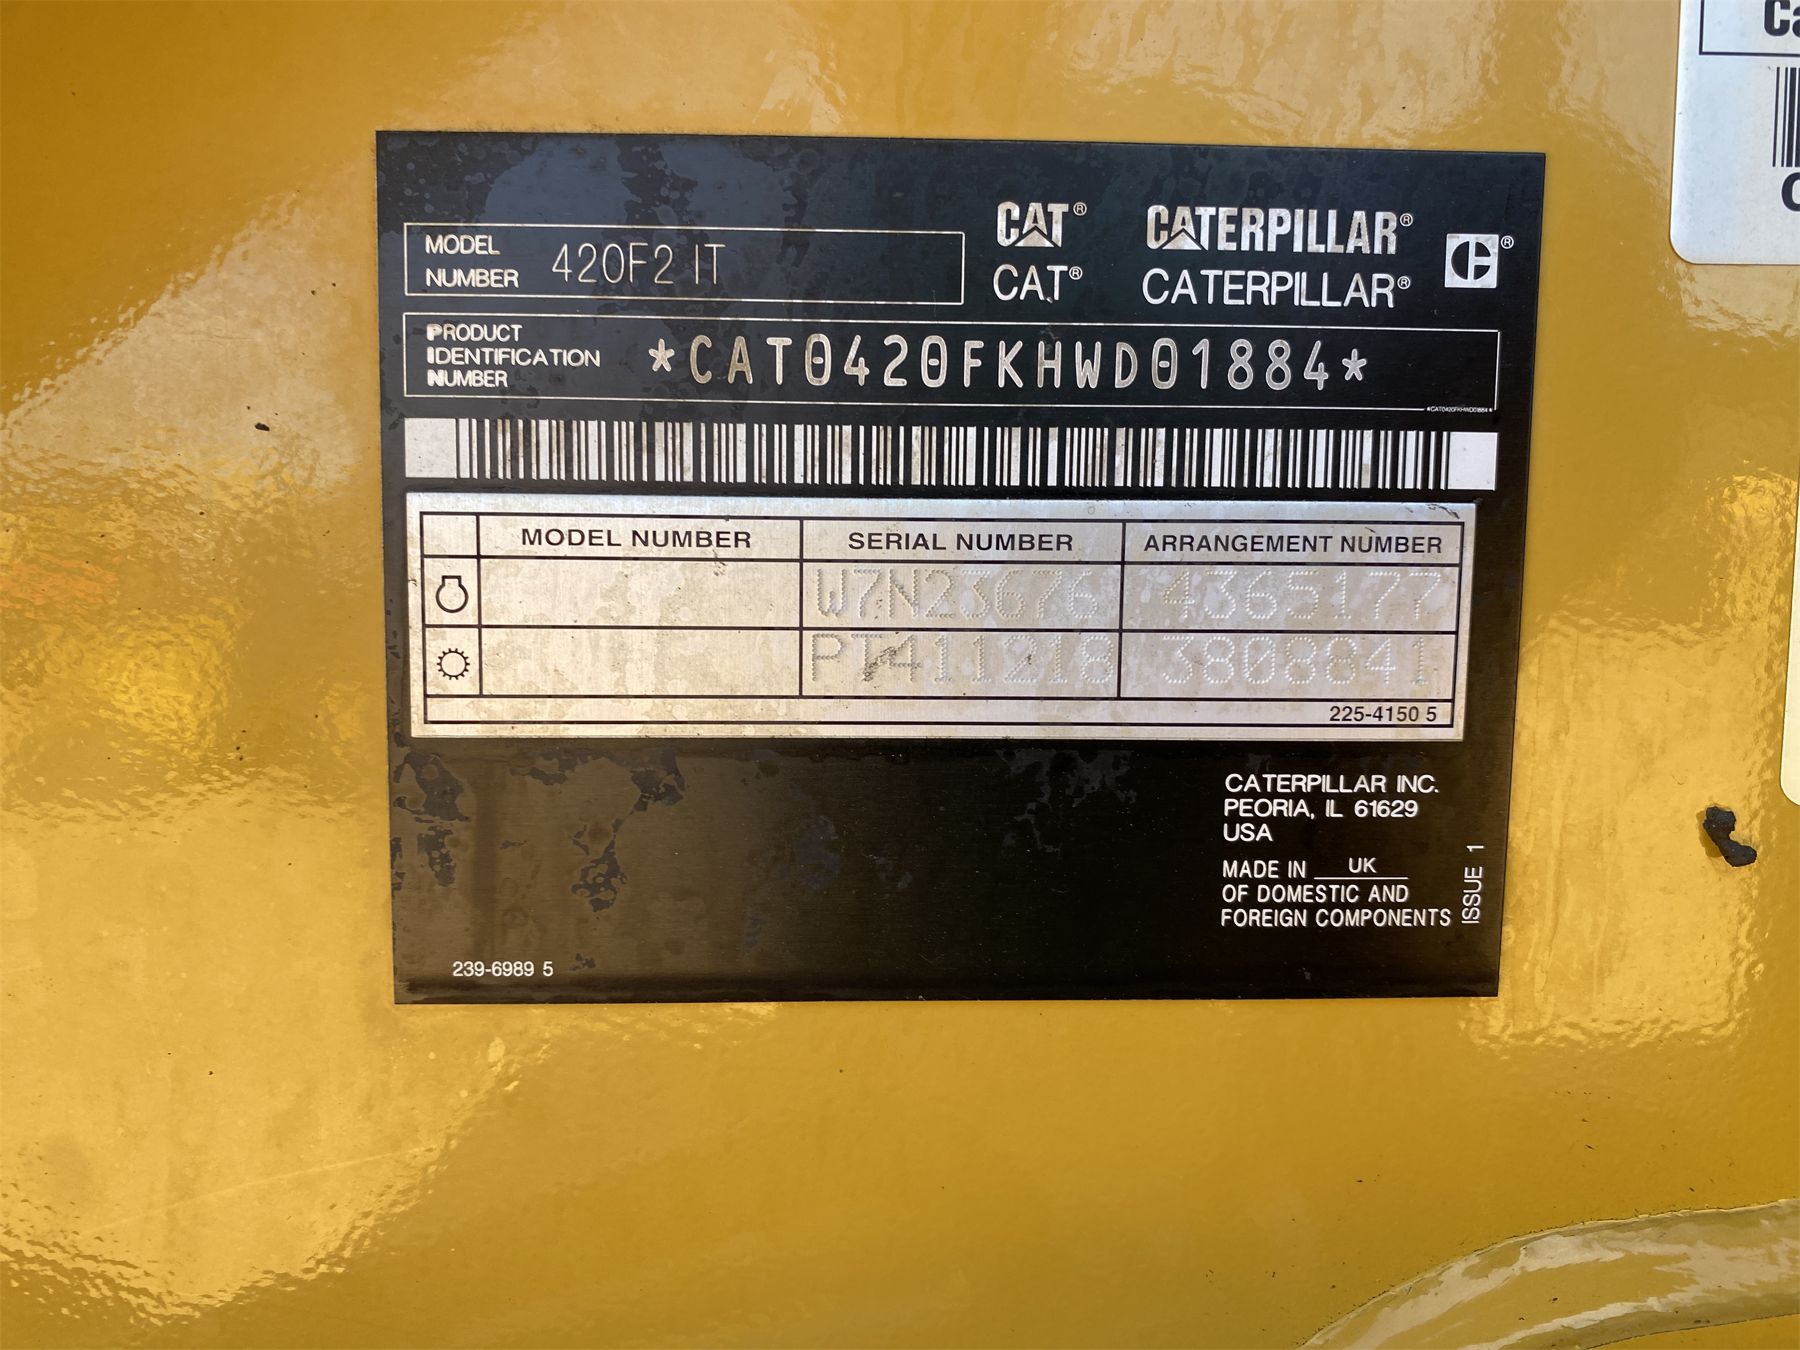 MODEL
NUMBER 420F2 IT
CAT® CATERPILLAR®
CAT® CATERPILLAR® ®
PRODUCT
IDENTIFICATION
NUMBER
*CAT0420FKHWD01884*
*CAT0420FKHWD01884*
MODEL NUMBER SERIAL NUMBER ARRANGEMENT NUMBER
W7N23676 4365177
PT411218 3808841
225-4150 5
CATERPILLAR INC.
PEORIA, IL 61629
USA
MADE IN UK
OF DOMESTIC AND
FOREIGN COMPONENTS
ISSUE 1
239-6989 5